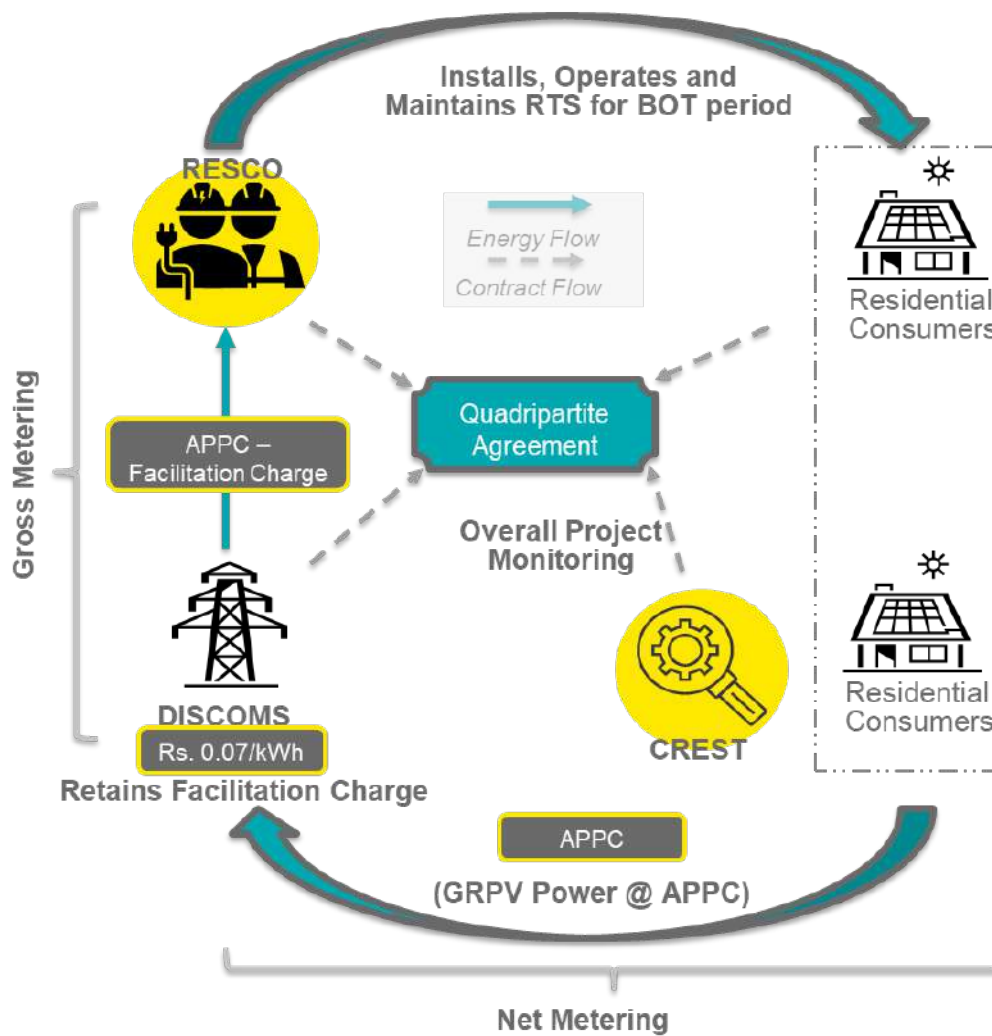 Installs, Operates and
Maintains RTS for BOT period
RESCO
Energy Flow
Contract Flow
Residential
Consumers
Gross Metering
APPC –
Facilitation Charge
Quadripartite
Agreement
Overall Project
Monitoring
DISCOMS
Rs. 0.07/kWh
Retains Facilitation Charge
CREST
Residential
Consumers
APPC
(GRPV Power @ APPC)
Net Metering